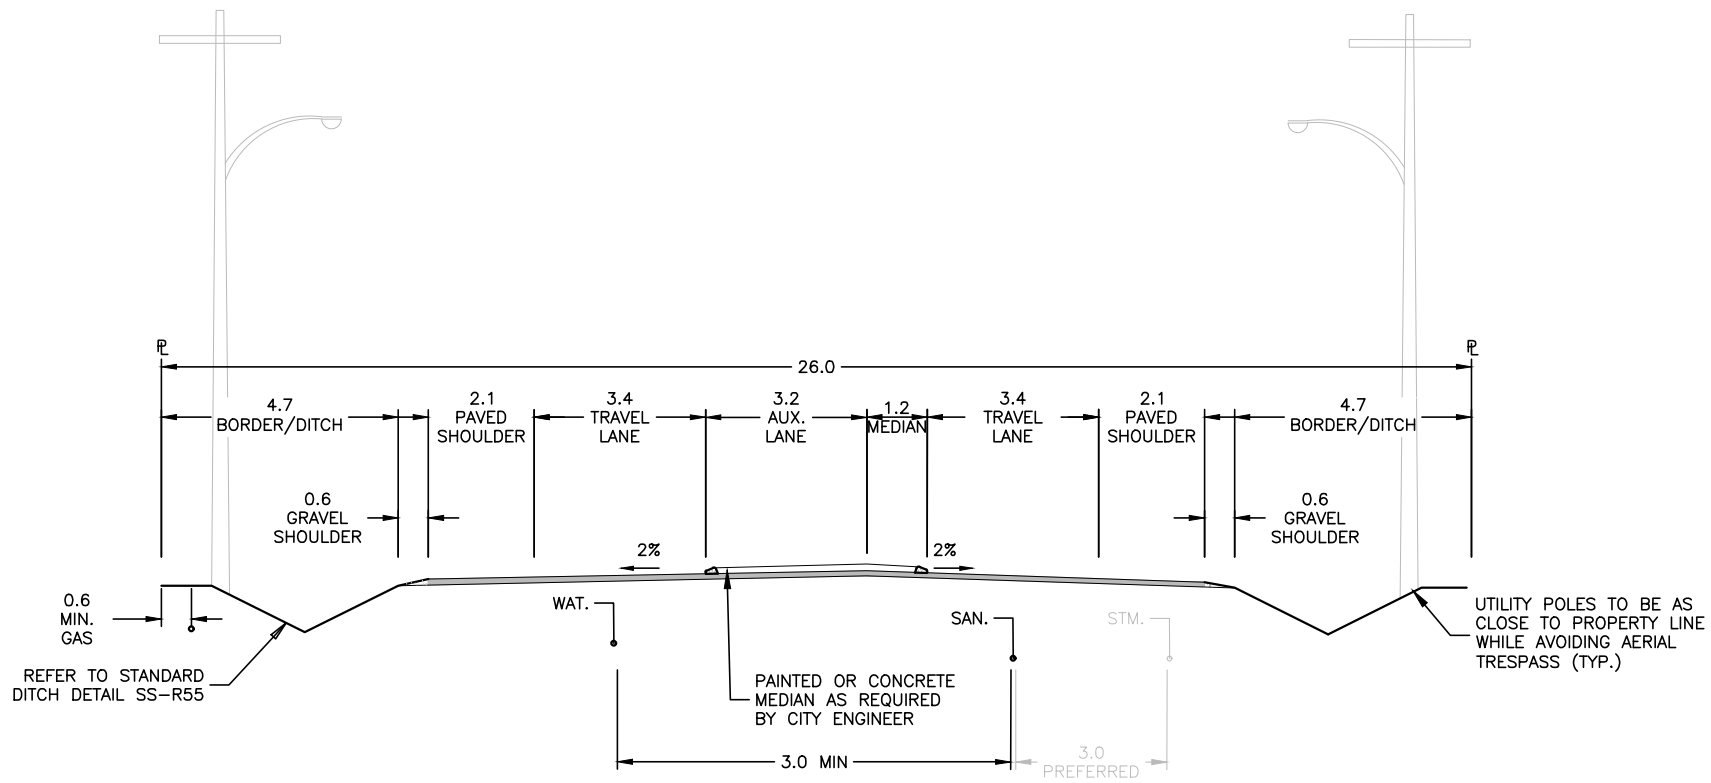 ℄
℄
26.0
4.7
BORDER/DITCH
2.1
PAVED
SHOULDER
3.4
TRAVEL
LANE
3.2
AUX.
LANE
1.2
MEDIAN
3.4
TRAVEL
LANE
2.1
PAVED
SHOULDER
4.7
BORDER/DITCH
0.6
GRAVEL
SHOULDER
0.6
GRAVEL
SHOULDER
2%
2%
0.6
MIN.
GAS
WAT.
SAN.
STM.
UTILITY POLES TO BE AS
CLOSE TO PROPERTY LINE
WHILE AVOIDING AERIAL
TRESPASS (TYP.)
REFER TO STANDARD
DITCH DETAIL SS-R55
PAINTED OR CONCRETE
MEDIAN AS REQUIRED
BY CITY ENGINEER
3.0 MIN
3.0
PREFERRED